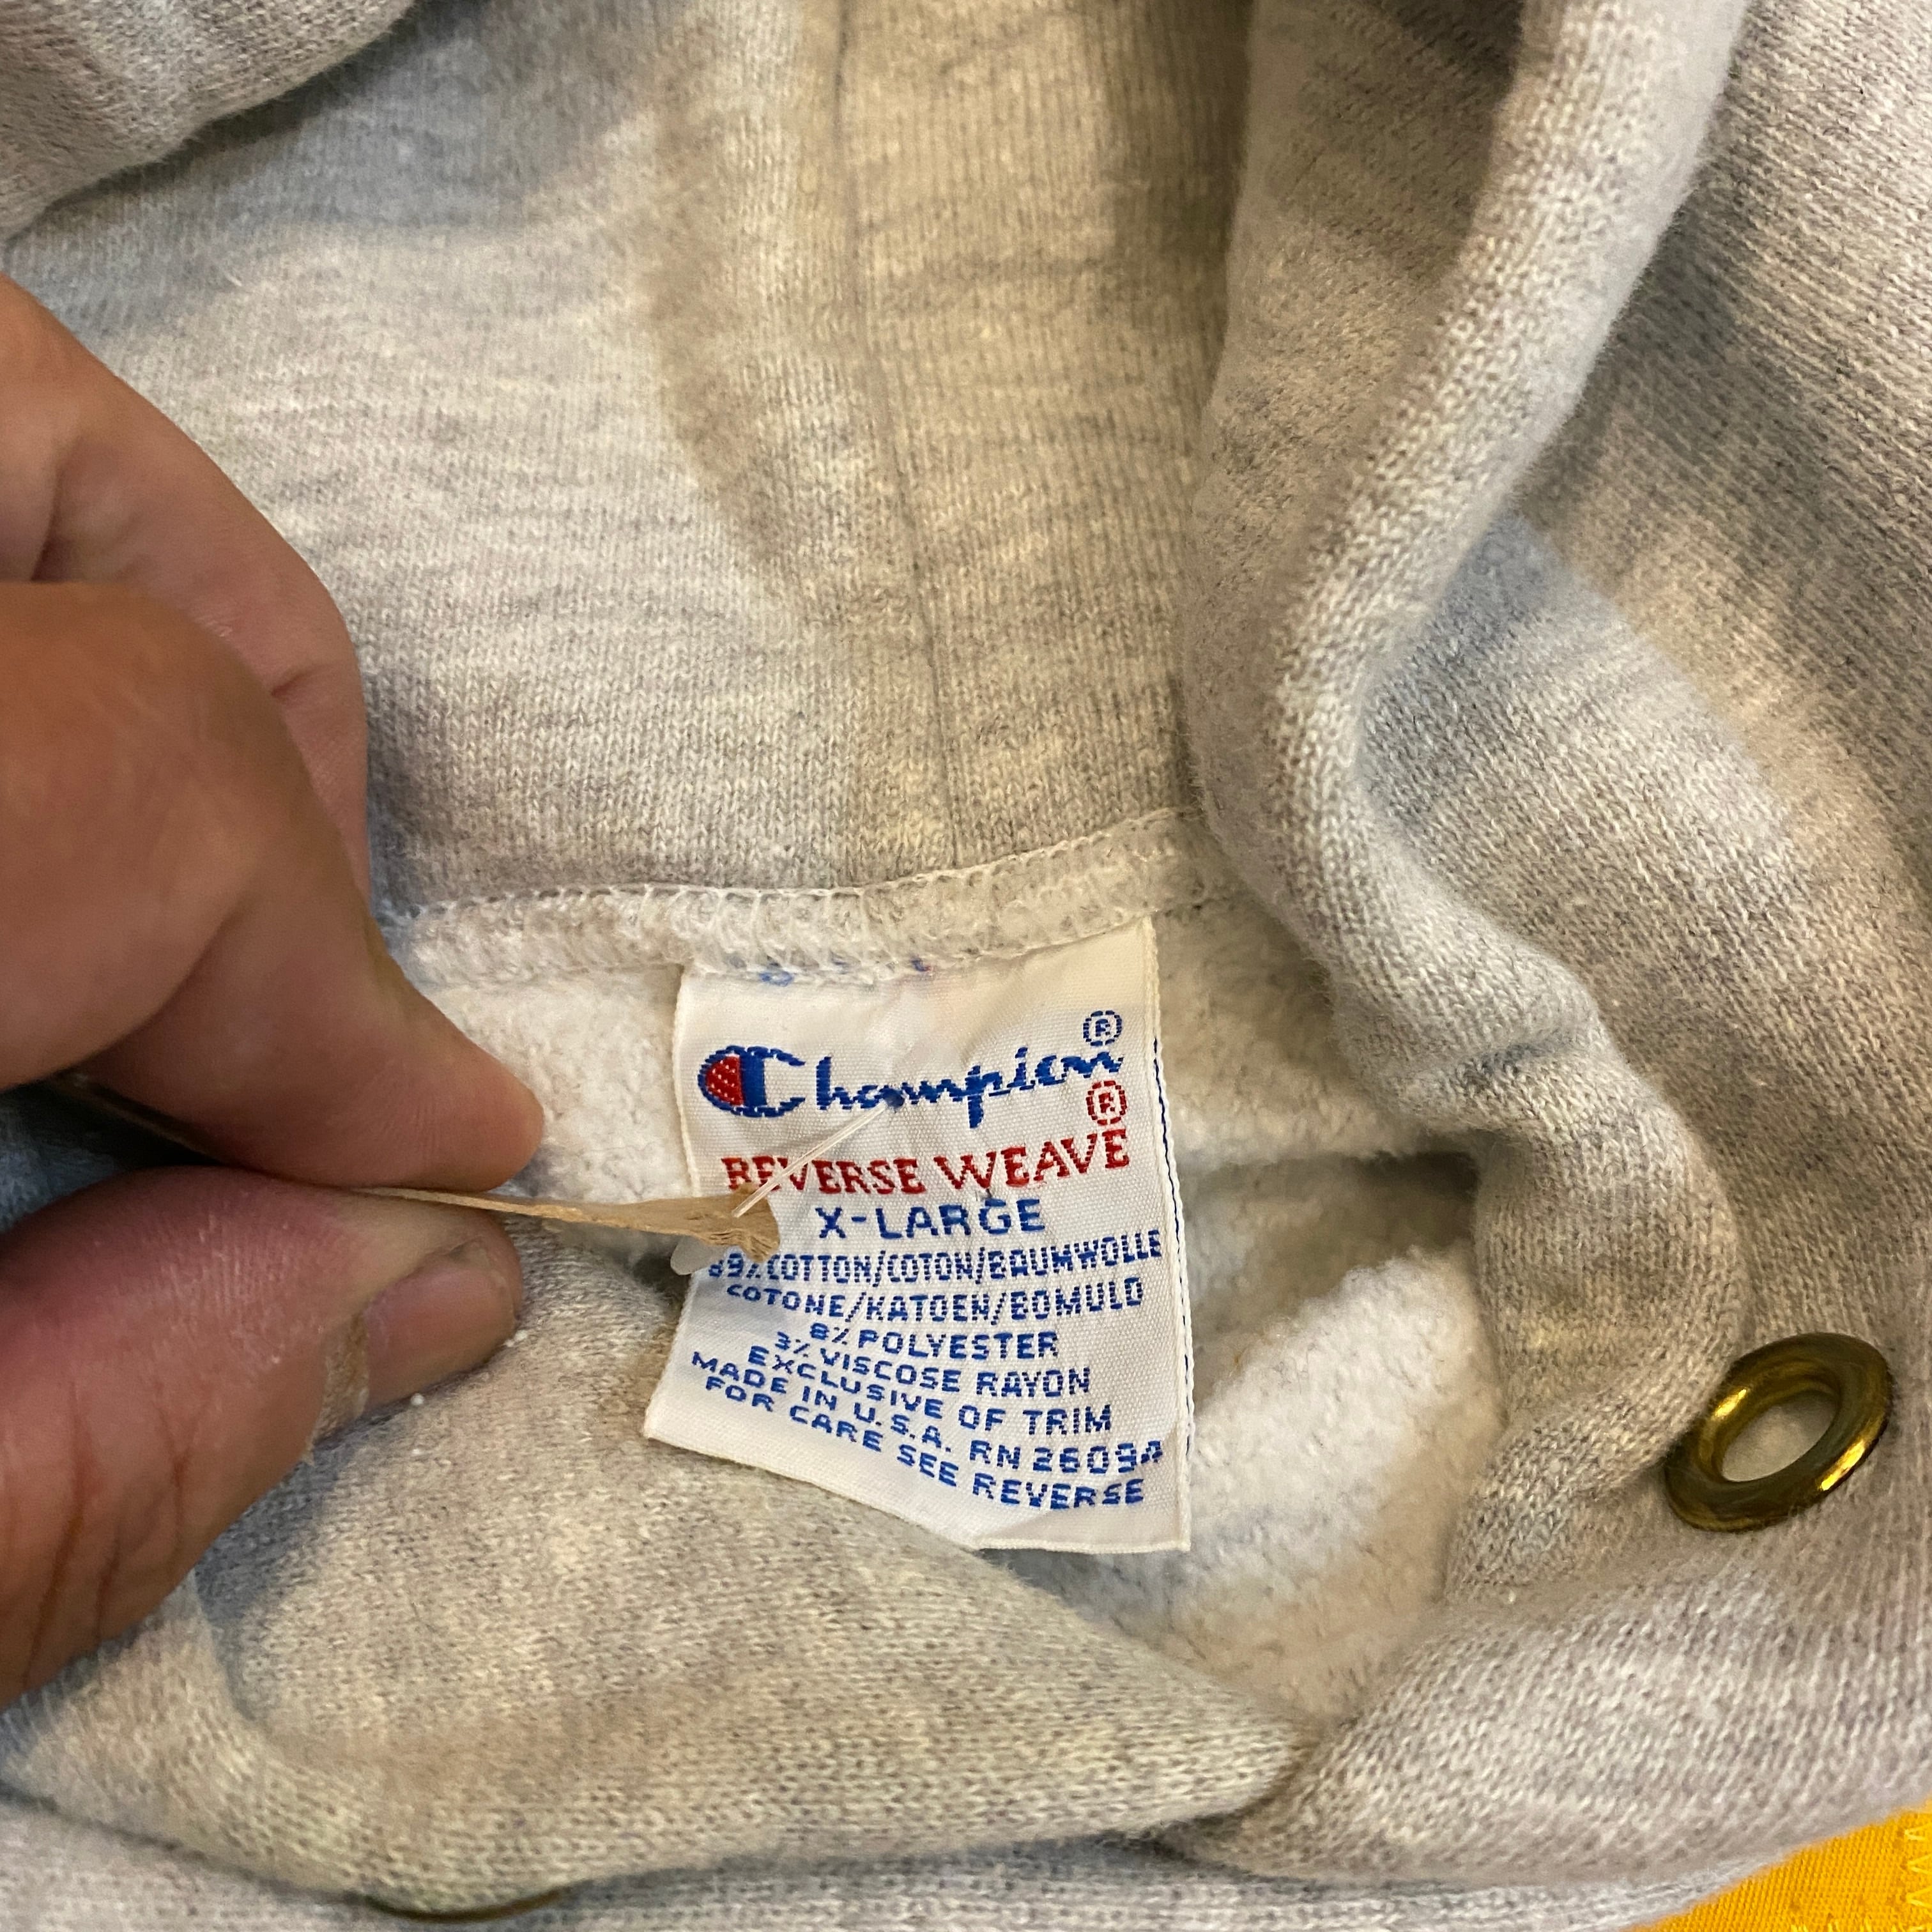 Champion®
REVERSE WEAVE®
X-LARGE
89% COTTON/COTON/BAUMWOLLE
COTONE/KATOEN/BOMULD
8% POLYESTER
3% VISCOSE RAYON
EXCLUSIVE OF TRIM
MADE IN U.S.A. RN 26094
FOR CARE SEE REVERSE